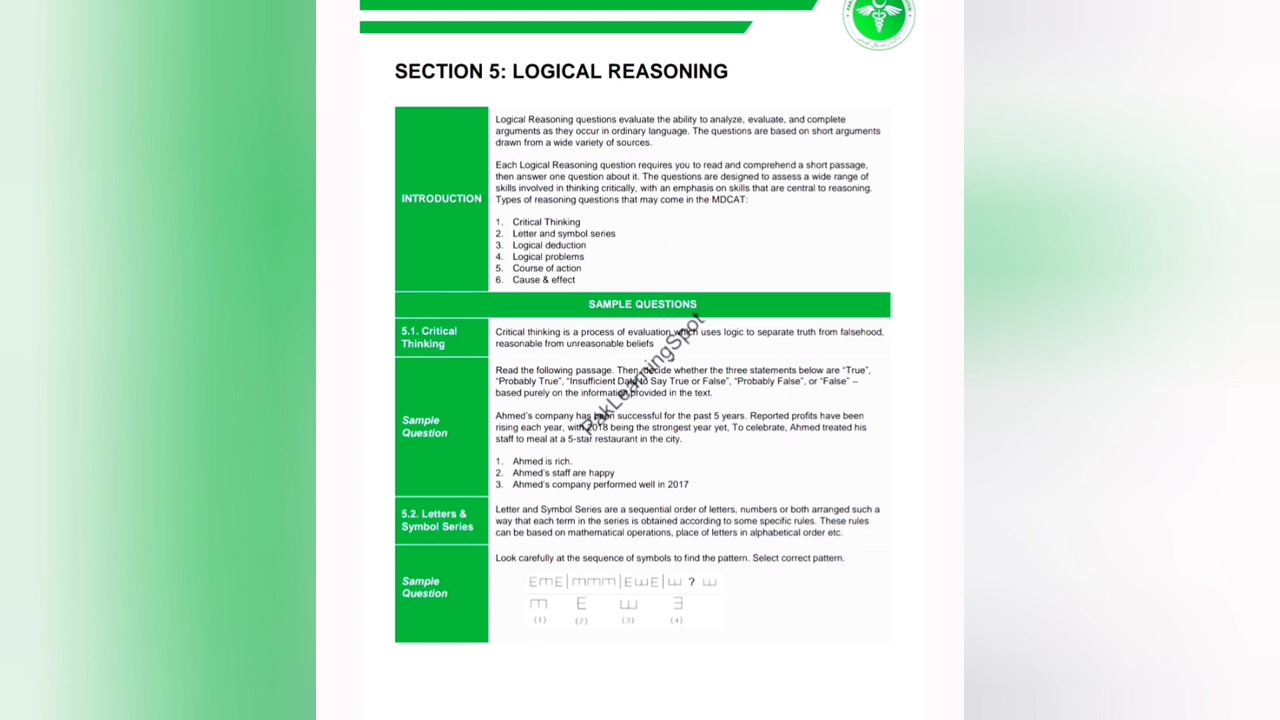 SECTION 5: LOGICAL REASONING
INTRODUCTION
Logical Reasoning questions evaluate the ability to analyze, evaluate, and complete
arguments as they occur in ordinary language. The questions are based on short arguments
drawn from a wide variety of sources.
Each Logical Reasoning question requires you to read and comprehend a short passage,
then answer one question about it. The questions are designed to assess a wide range of
skills involved in thinking critically, with an emphasis on skills that are central to reasoning.
Types of reasoning questions that may come in the MDCAT:
1. Critical Thinking
2. Letter and symbol series
3. Logical deduction
4. Logical problems
5. Course of action
6. Cause & effect
SAMPLE QUESTIONS
5.1. Critical
Thinking
Critical thinking is a process of evaluation which uses logic to separate truth from falsehood,
reasonable from unreasonable beliefs
Sample
Question
Read the following passage. Then decide whether the three statements below are “True”,
“Probably True”, “Insufficient Data to Say True or False”, “Probably False”, or “False” –
based purely on the information provided in the text.
Ahmed’s company has been successful for the past 5 years. Reported profits have been
rising each year, with 2018 being the strongest year yet, To celebrate, Ahmed treated his
staff to meal at a 5-star restaurant in the city.
1. Ahmed is rich.
2. Ahmed’s staff are happy
3. Ahmed’s company performed well in 2017
PakLearningSpot
5.2. Letters &
Symbol Series
Letter and Symbol Series are a sequential order of letters, numbers or both arranged such a
way that each term in the series is obtained according to some specific rules. These rules
can be based on mathematical operations, place of letters in alphabetical order etc.
Sample
Question
Look carefully at the sequence of symbols to find the pattern. Select correct pattern.
EmE|mmm|EШE|Ш ? Ш
m E Ш Ǝ
(1) (2) (3) (4)